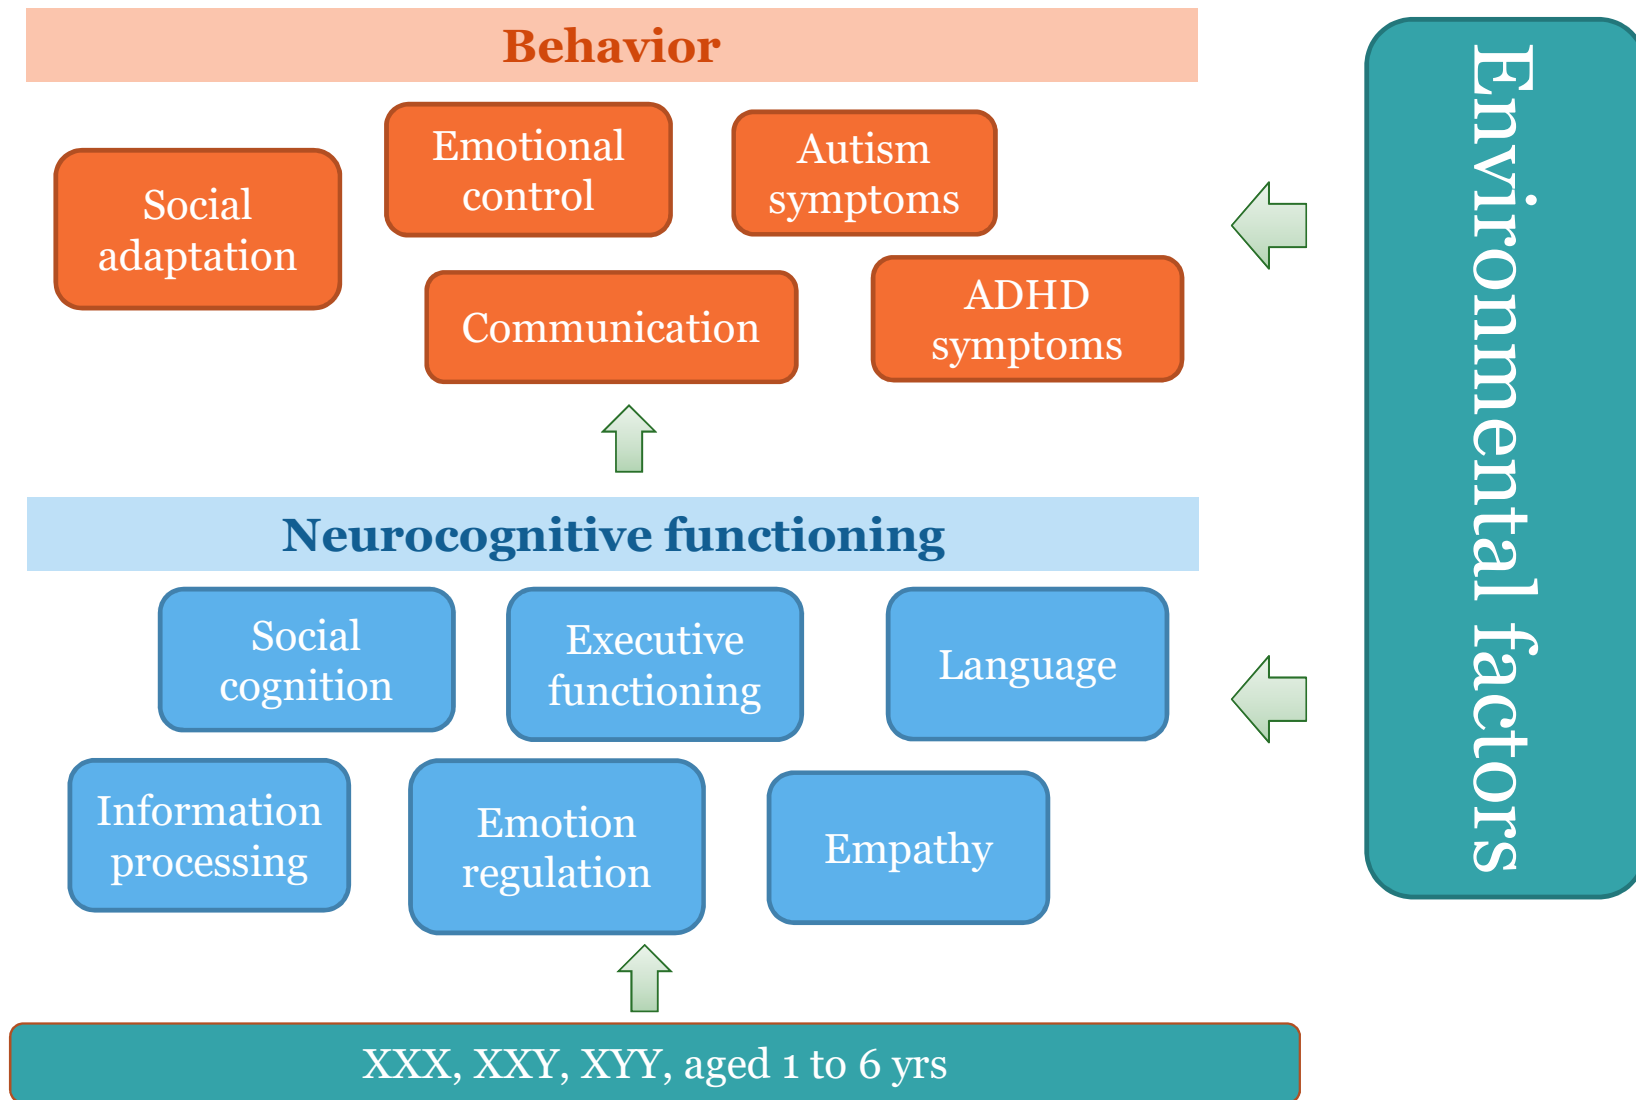 Behavior
Social
adaptation
Emotional
control
Autism
symptoms
Communication
ADHD
symptoms
Neurocognitive functioning
Social
cognition
Executive
functioning
Language
Information
processing
Emotion
regulation
Empathy
XXX, XXY, XYY, aged 1 to 6 yrs
Environmental factors